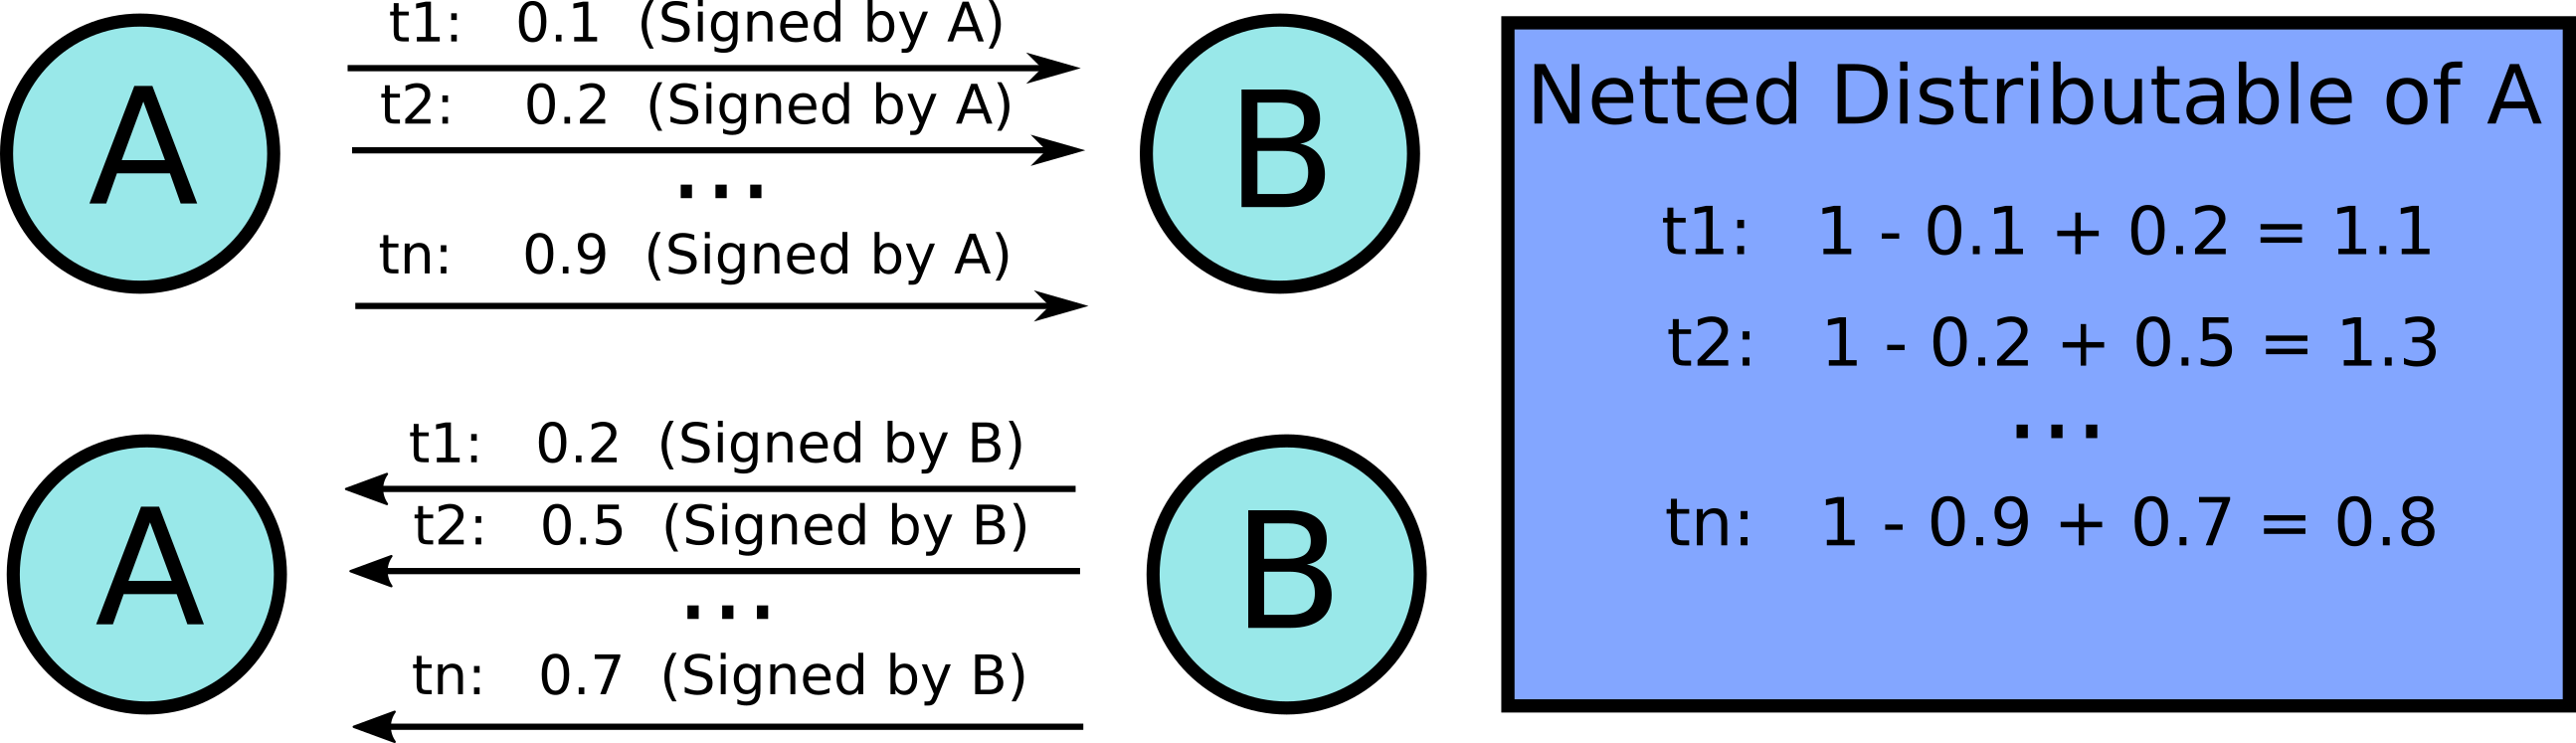 A
t1: 0.1 (Signed by A)
t2: 0.2 (Signed by A)
...
tn: 0.9 (Signed by A)
B
A
t1: 0.2 (Signed by B)
t2: 0.5 (Signed by B)
...
tn: 0.7 (Signed by B)
B
Netted Distributable of A
t1: 1 - 0.1 + 0.2 = 1.1
t2: 1 - 0.2 + 0.5 = 1.3
...
tn: 1 - 0.9 + 0.7 = 0.8